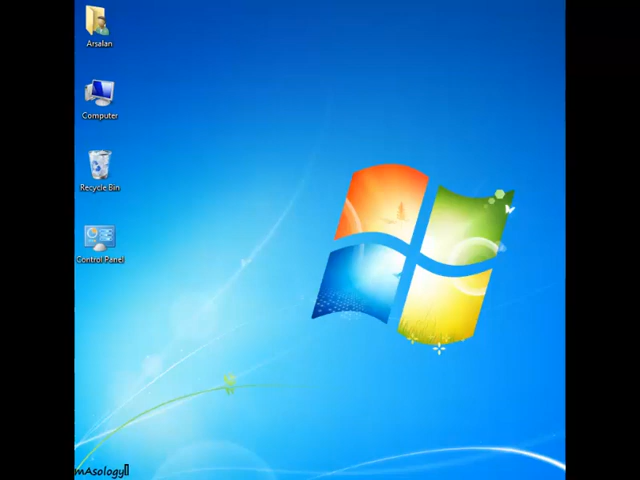 Arsalan
Computer
Recycle Bin
Control Panel
mAsology